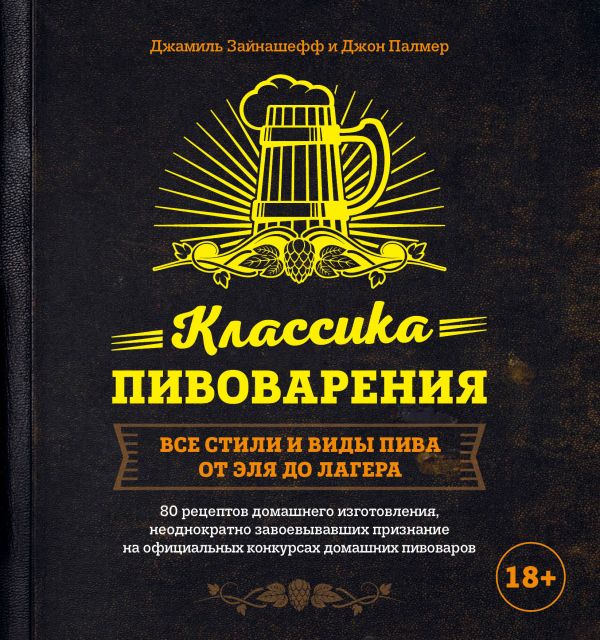 Джамиль Зайнашефф и Джон Палмер
Классика
ПИВОВАРЕНИЯ
ВСЕ СТИЛИ И ВИДЫ ПИВА
ОТ ЭЛЯ ДО ЛАГЕРА
80 рецептов домашнего изготовления,
неоднократно завоевывавших признание
на официальных конкурсах домашних пивоваров
18+